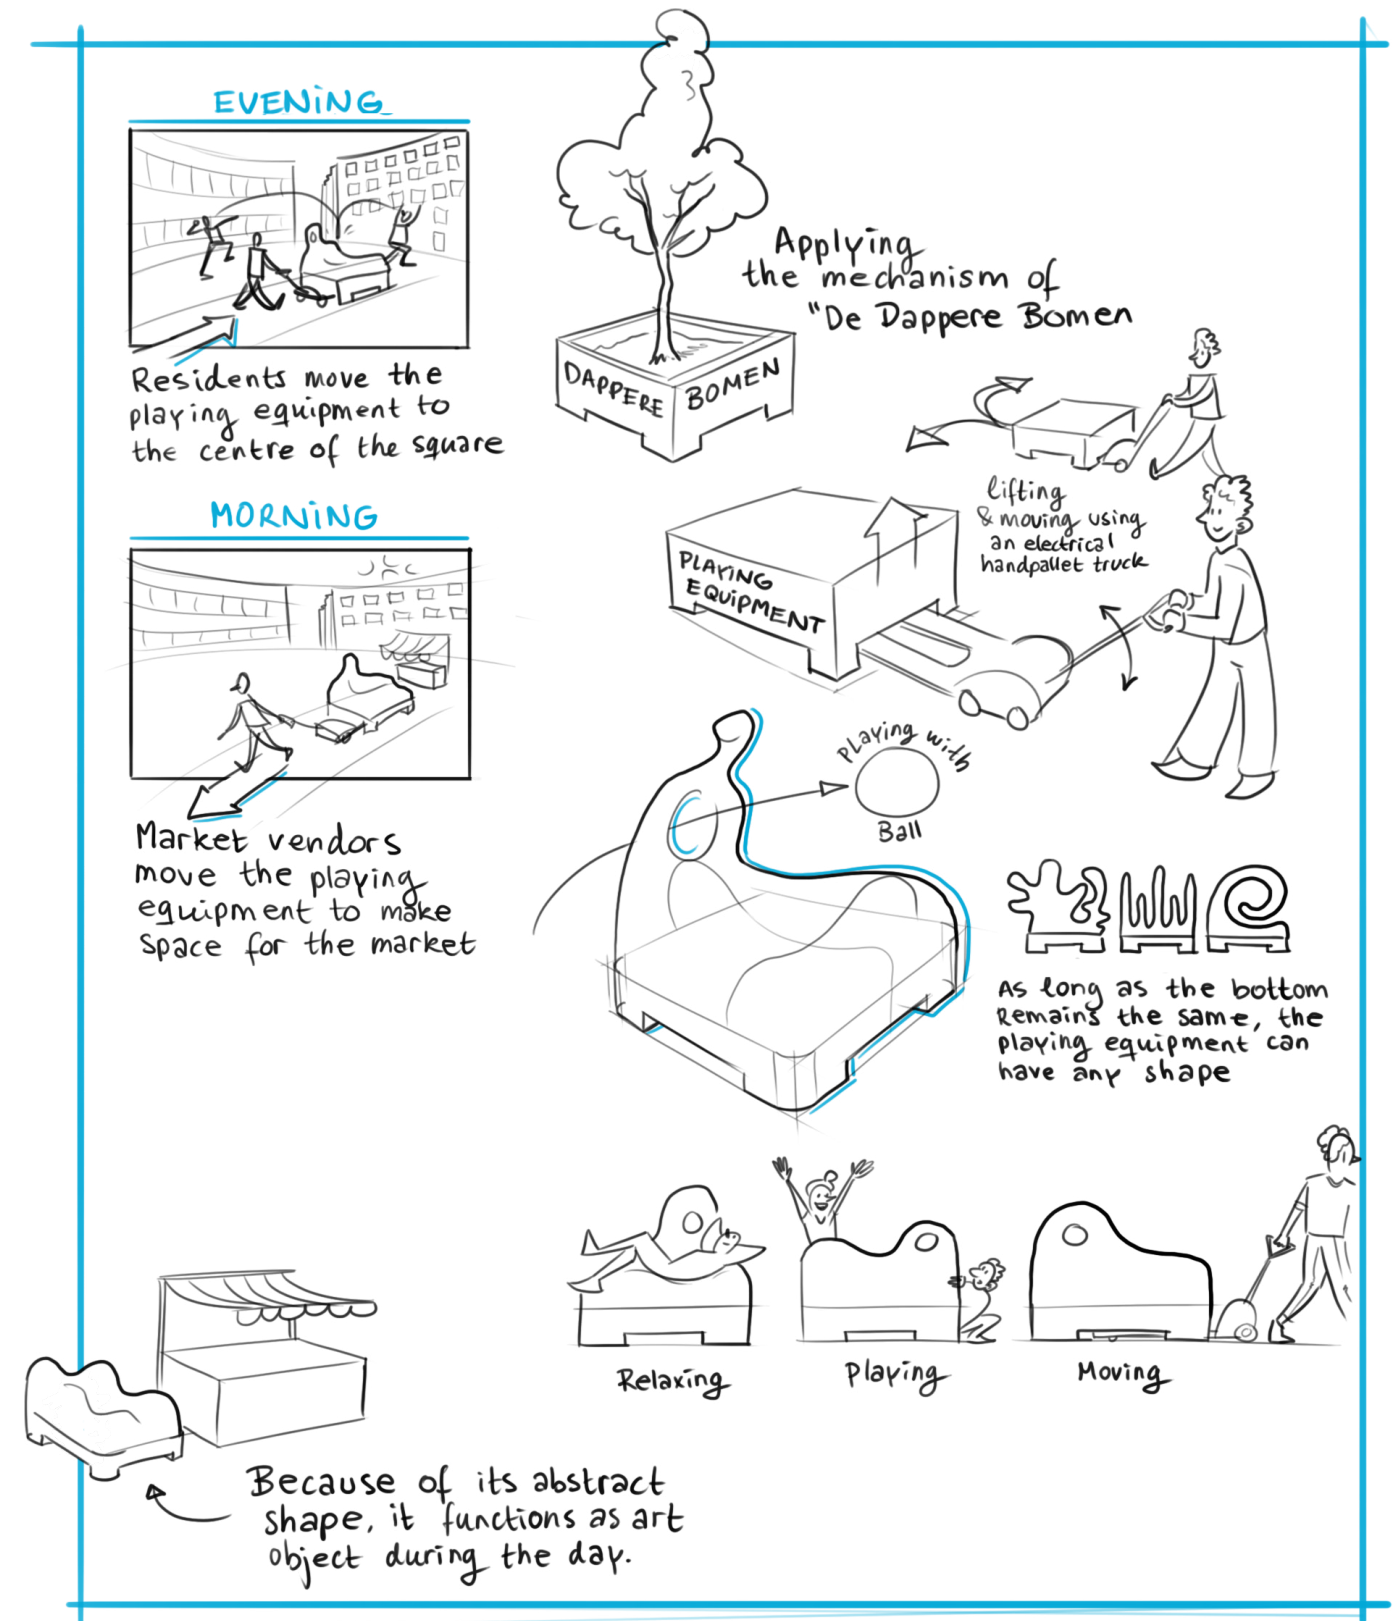 EVENING
Residents move the
playing equipment to
the centre of the square
MORNING
Market vendors
move the playing
equipment to make
space for the market
DAPPERE BOMEN
Applying
the mechanism of
"De Dappere Bomen
lifting
& moving using
an electrical
handpallet truck
PLAYING
EQUIPMENT
Playing with
Ball
As long as the bottom
Remains the same, the
playing equipment can
have any shape
Relaxing
Playing
Moving
Because of its abstract
shape, it functions as art
object during the day.